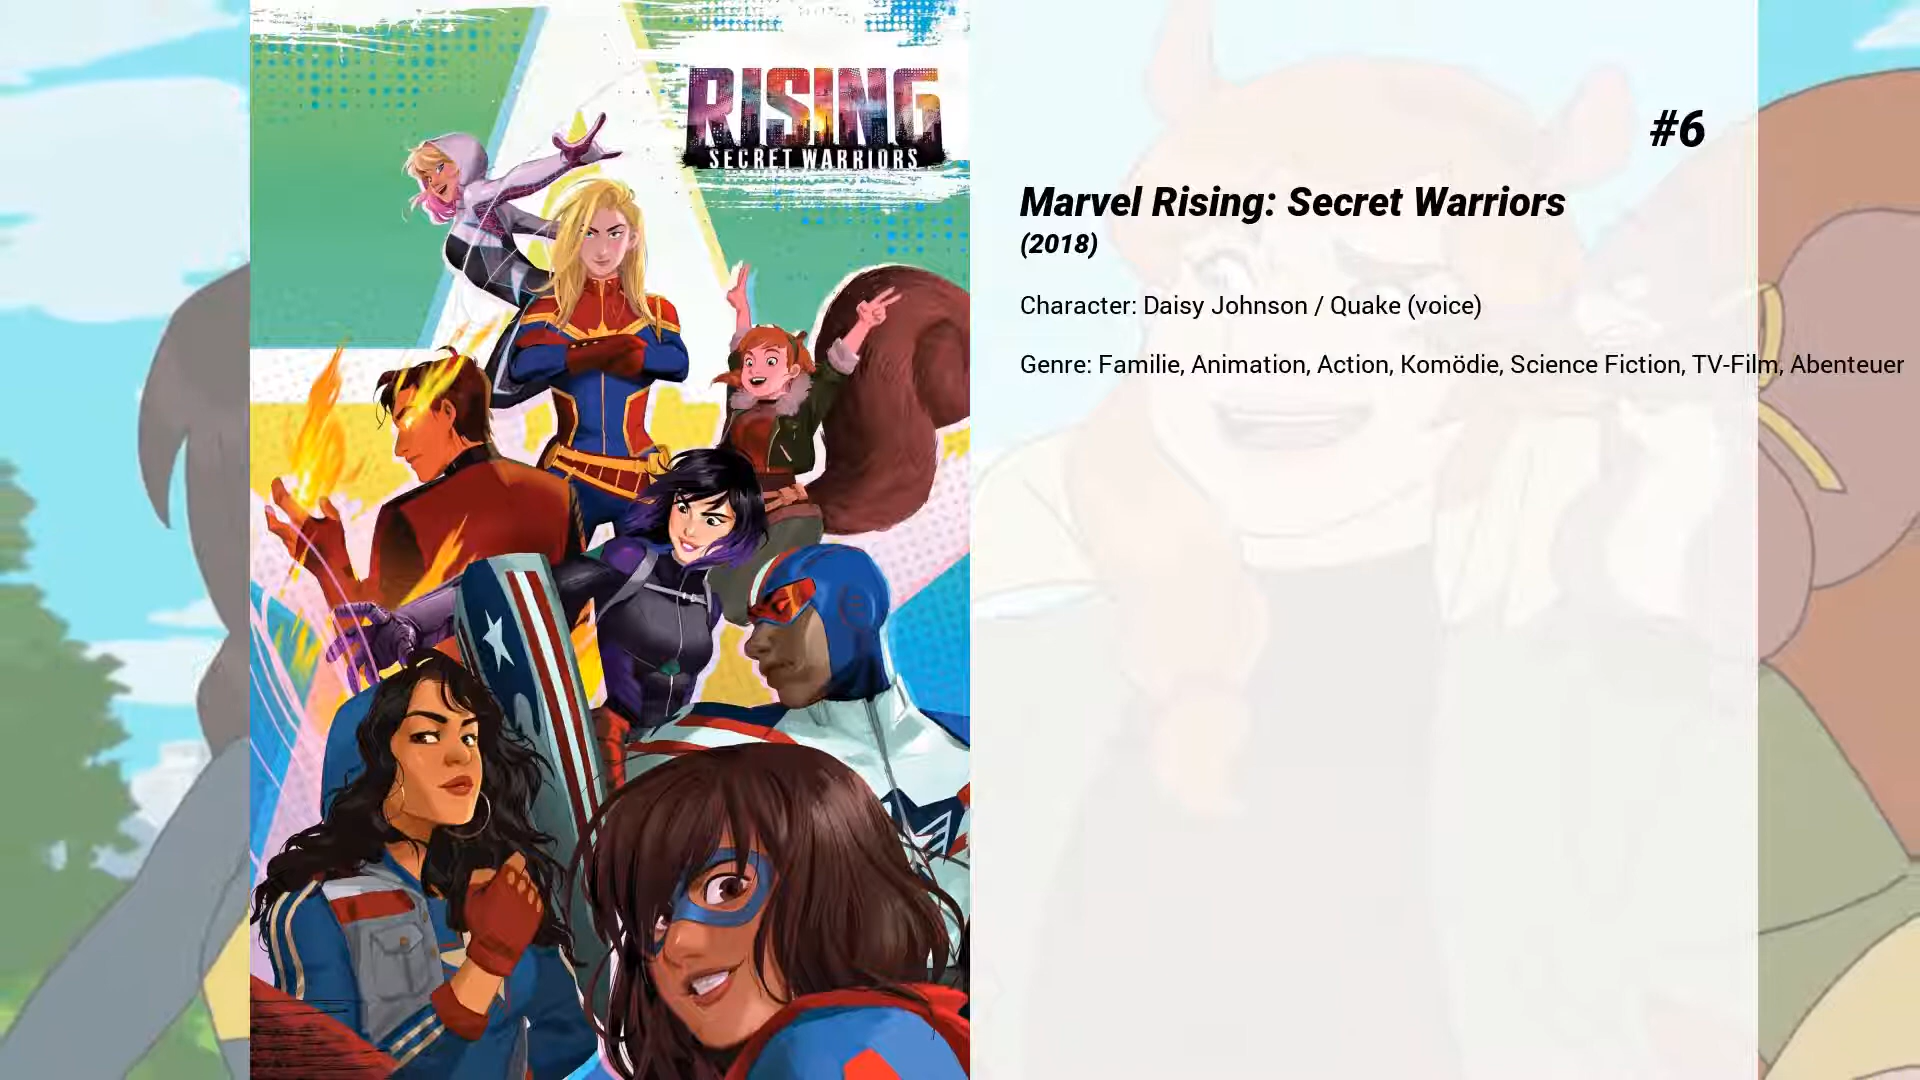 RISING
SECRET WARRIORS
#6
Marvel Rising: Secret Warriors
(2018)
Character: Daisy Johnson / Quake (voice)
Genre: Familie, Animation, Action, Komödie, Science Fiction, TV-Film, Abenteuer